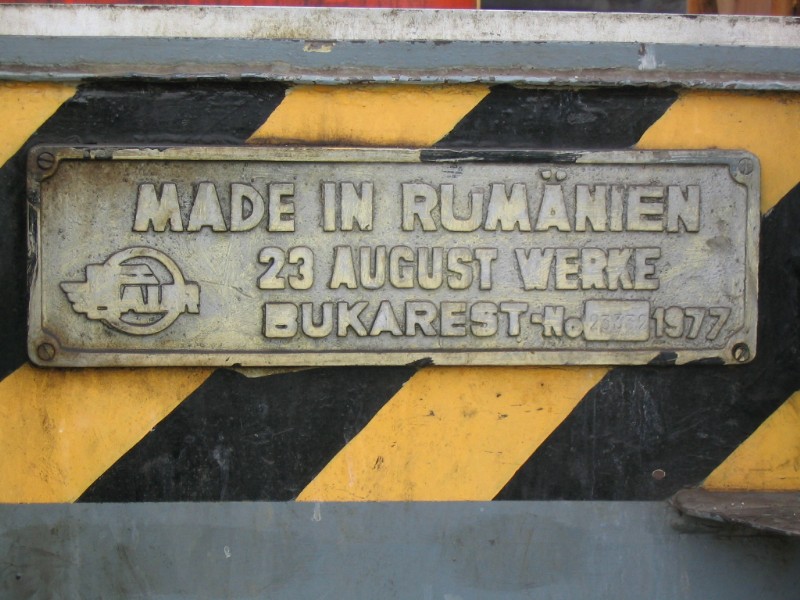 MADE IN RUMÄNIEN
23 AUGUST WERKE
BUKAREST-No 1977